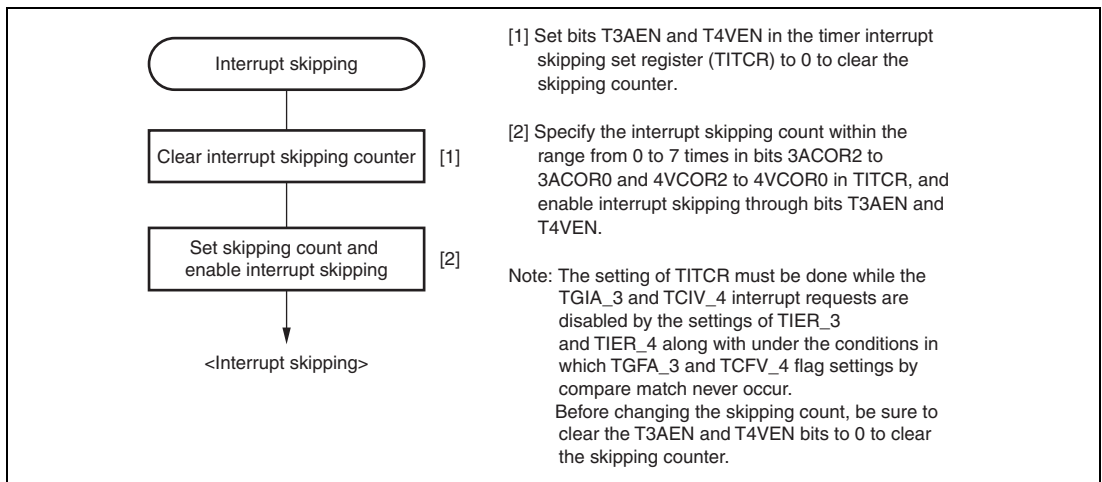 Interrupt skipping
Clear interrupt skipping counter
[1]
Set skipping count and
enable interrupt skipping
[2]
<Interrupt skipping>
[1] Set bits T3AEN and T4VEN in the timer interrupt
skipping set register (TITCR) to 0 to clear the
skipping counter.
[2] Specify the interrupt skipping count within the
range from 0 to 7 times in bits 3ACOR2 to
3ACOR0 and 4VCOR2 to 4VCOR0 in TITCR, and
enable interrupt skipping through bits T3AEN and
T4VEN.
Note: The setting of TITCR must be done while the
TGIA_3 and TCIV_4 interrupt requests are
disabled by the settings of TIER_3
and TIER_4 along with under the conditions in
which TGFA_3 and TCFV_4 flag settings by
compare match never occur.
Before changing the skipping count, be sure to
clear the T3AEN and T4VEN bits to 0 to clear
the skipping counter.